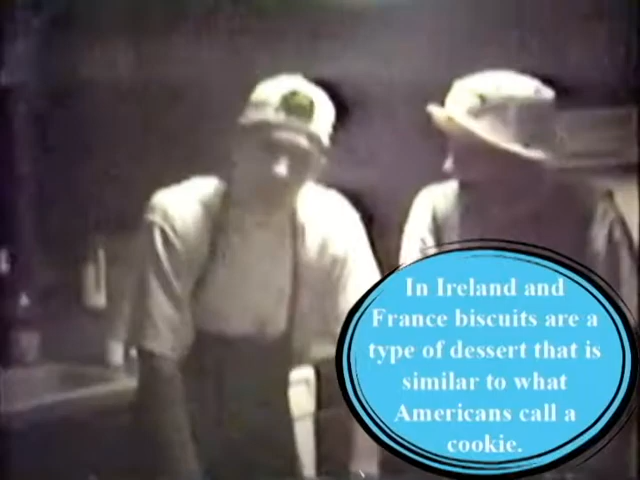 In Ireland and
France biscuits are a
type of dessert that is
similar to what
Americans call a
cookie.